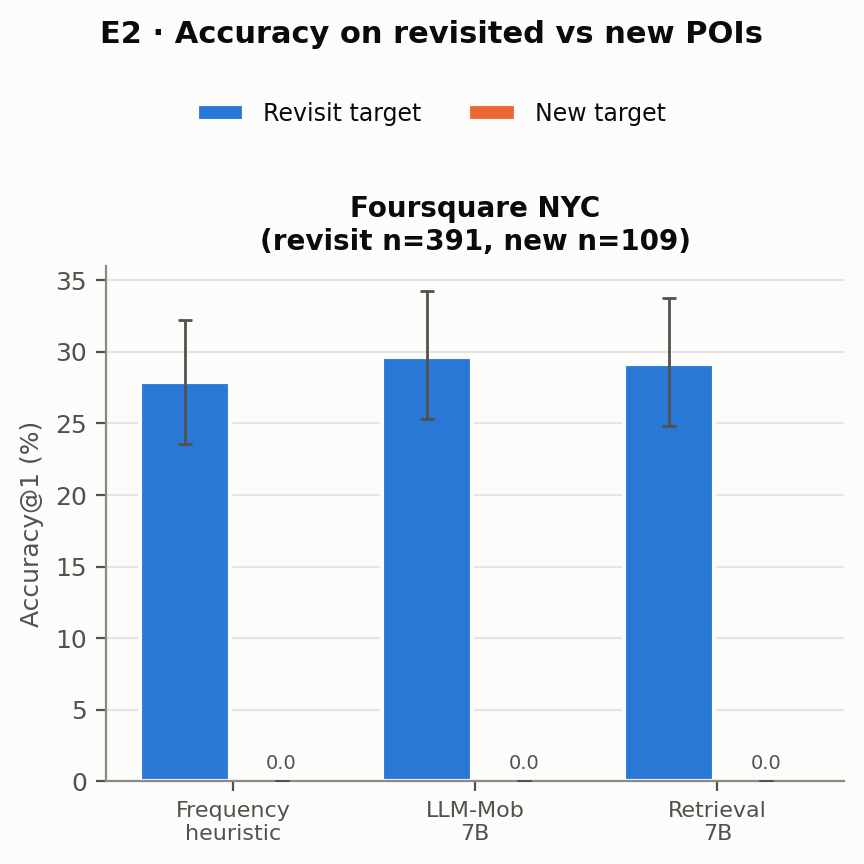 E2 · Accuracy on revisited vs new POIs
Revisit target
New target
Foursquare NYC
(revisit n=391, new n=109)
Accuracy@1 (%)
35
30
25
20
15
10
5
0
0.0
0.0
0.0
Frequency
heuristic
LLM-Mob
7B
Retrieval
7B